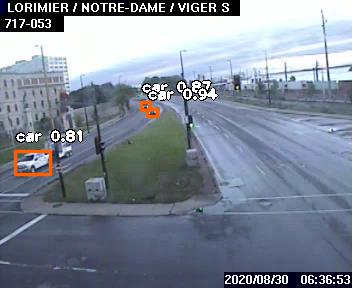 LORIMIER / NOTRE-DAME / VIGER S
717-053
car 0.87
car 0.94
car 0.81
2020/08/30 06:36:53